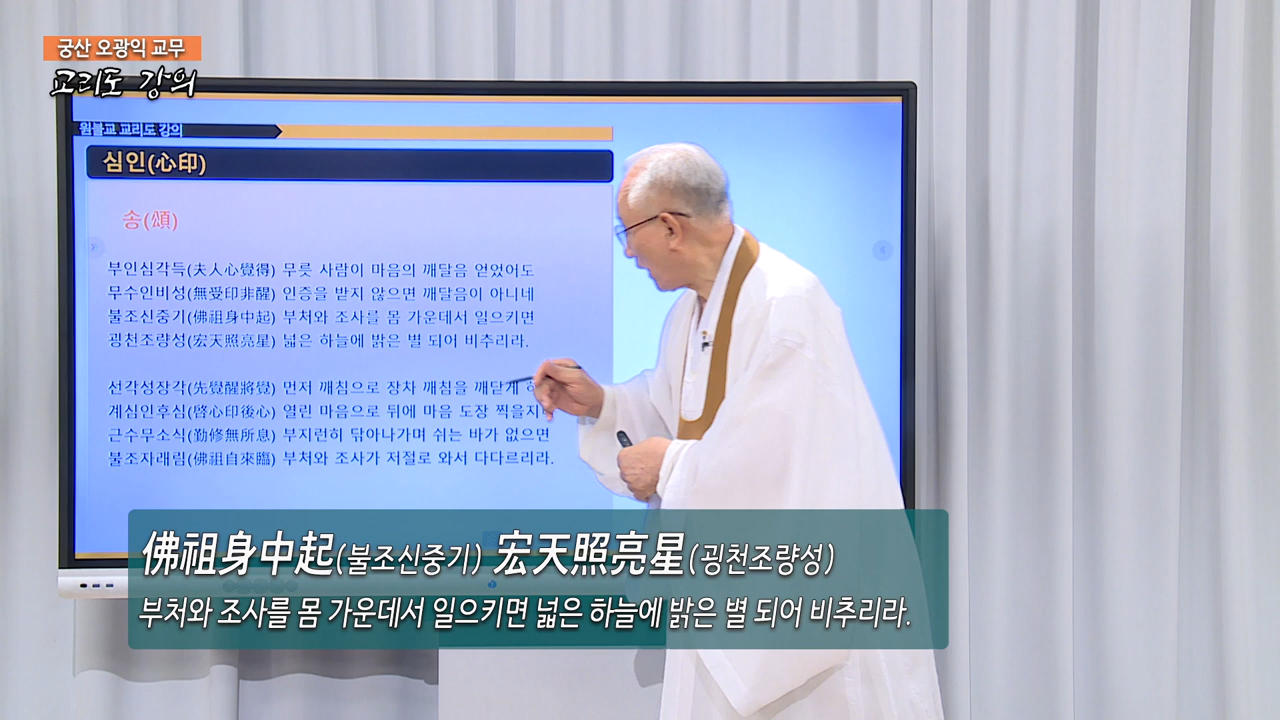 궁산 오광익 교무
교리도 강의
원불교 교리도 강의
심인(心印)
송(頌)
부인심각득(夫人心覺得) 무릇 사람이 마음의 깨달음 얻었어도
무수인비성(無受印非醒) 인증을 받지 않으면 깨달음이 아니네
불조신중기(佛祖身中起) 부처와 조사를 몸 가운데서 일으키면
굉천조량성(宏天照亮星) 넓은 하늘에 밝은 별 되어 비추리라.
선각성장각(先覺醒將覺) 먼저 깨침으로 장차 깨침을 깨닫게
계심인후심(啓心印後心) 열린 마음으로 뒤에 마음 도장 찍을지
근수무소식(勤修無所息) 부지런히 닦아나가며 쉬는 바가 없으면
불조자래림(佛祖自來臨) 부처와 조사가 저절로 와서 다다르리라.
佛祖身中起(불조신중기) 宏天照亮星(굉천조량성)
부처와 조사를 몸 가운데서 일으키면 넓은 하늘에 밝은 별 되어 비추리라.